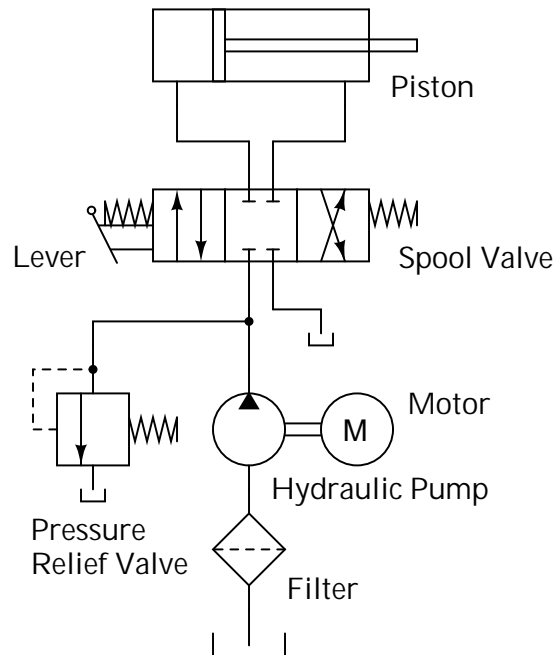 Piston
Lever
Spool Valve
Motor
M
Hydraulic Pump
Pressure
Relief Valve
Filter